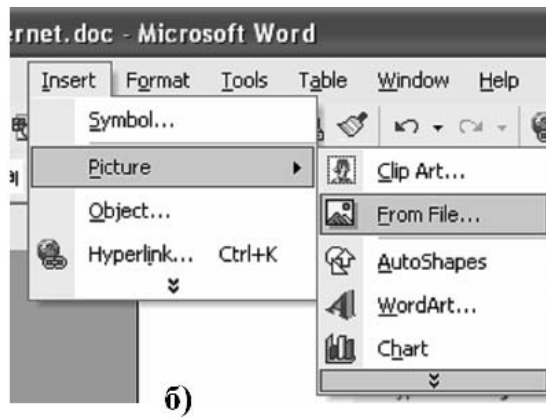 ernet.doc - Microsoft Word
Insert Format Tools Table Window Help
Symbol...
Picture
Clip Art...
Object...
From File...
Hyperlink... Ctrl+K
AutoShapes
WordArt...
Chart
б)